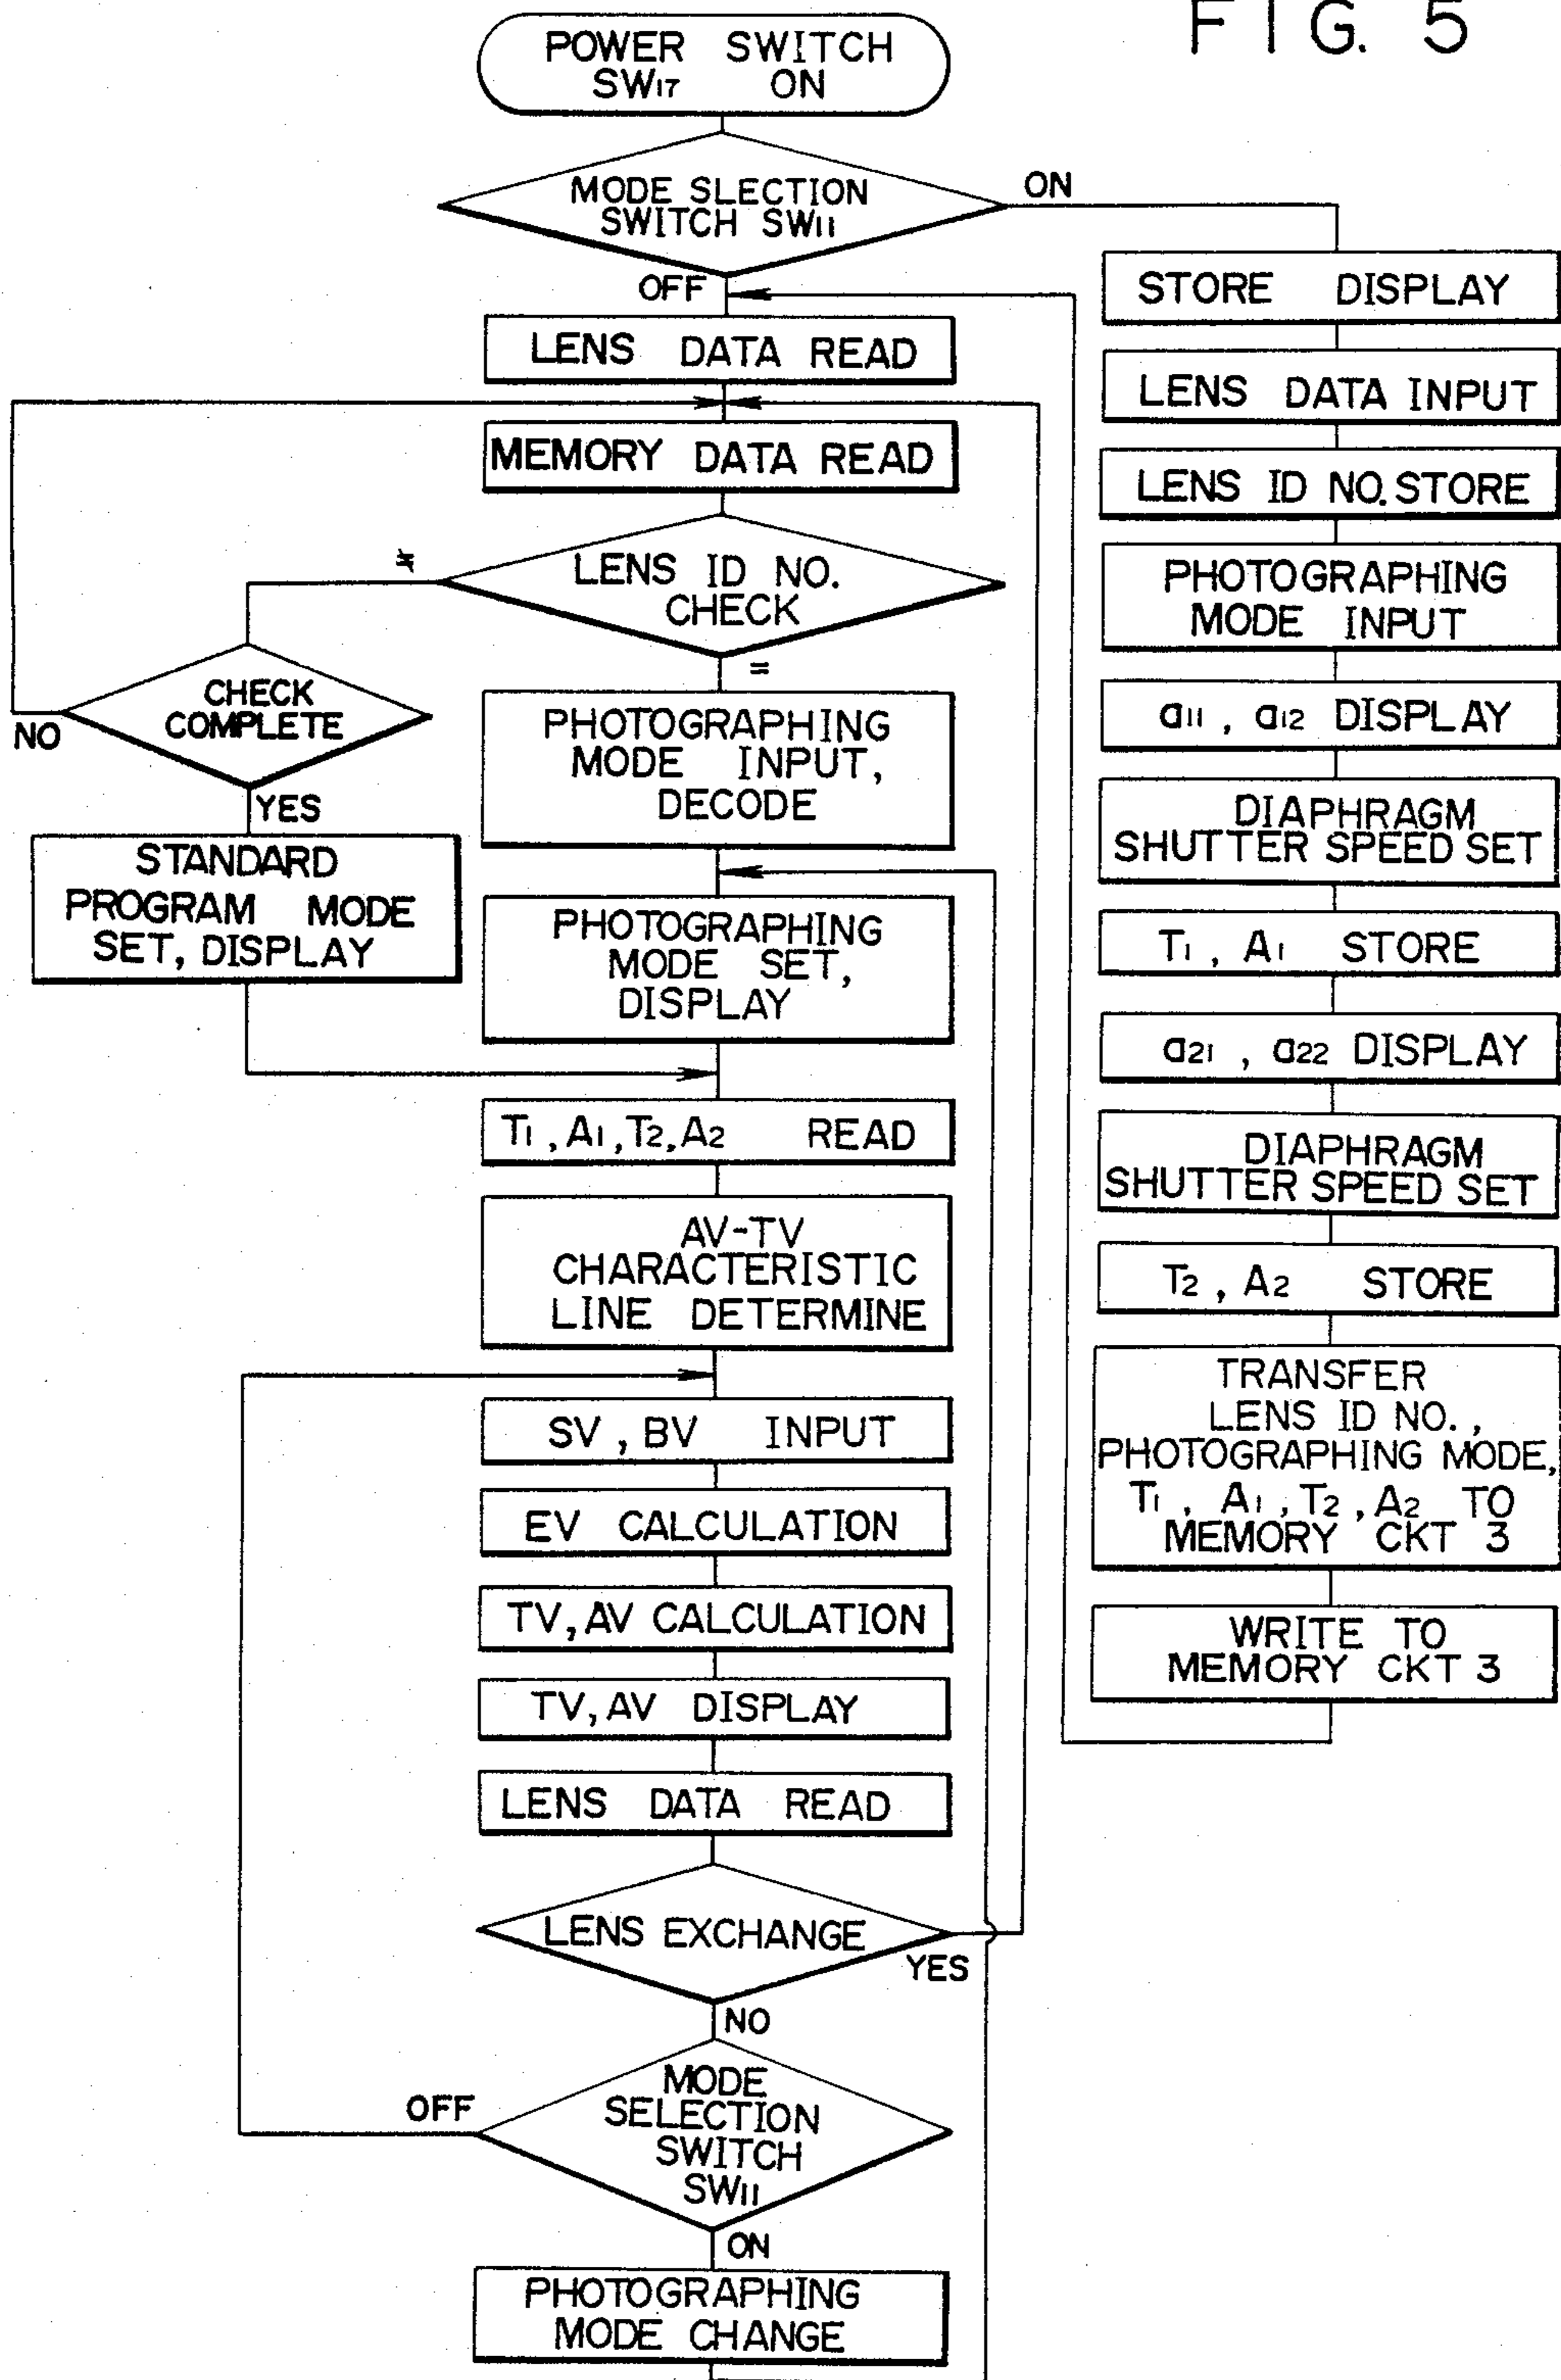 FIG. 5
POWER SWITCH
SW17 ON
MODE SLECTION
SWITCH SW11
ON
OFF
LENS DATA READ
MEMORY DATA READ
LENS ID NO.
CHECK
≠
=
CHECK
COMPLETE
NO
YES
STANDARD
PROGRAM MODE
SET, DISPLAY
PHOTOGRAPHING
MODE INPUT,
DECODE
PHOTOGRAPHING
MODE SET,
DISPLAY
T1, A1, T2, A2 READ
AV-TV
CHARACTERISTIC
LINE DETERMINE
SV, BV INPUT
EV CALCULATION
TV, AV CALCULATION
TV, AV DISPLAY
LENS DATA READ
LENS EXCHANGE
YES
NO
MODE
SELECTION
SWITCH
SW11
OFF
ON
PHOTOGRAPHING
MODE CHANGE
STORE DISPLAY
LENS DATA INPUT
LENS ID NO. STORE
PHOTOGRAPHING
MODE INPUT
a11, a12 DISPLAY
DIAPHRAGM
SHUTTER SPEED SET
T1, A1 STORE
a21, a22 DISPLAY
DIAPHRAGM
SHUTTER SPEED SET
T2, A2 STORE
TRANSFER
LENS ID NO.,
PHOTOGRAPHING MODE,
T1, A1, T2, A2 TO
MEMORY CKT 3
WRITE TO
MEMORY CKT 3